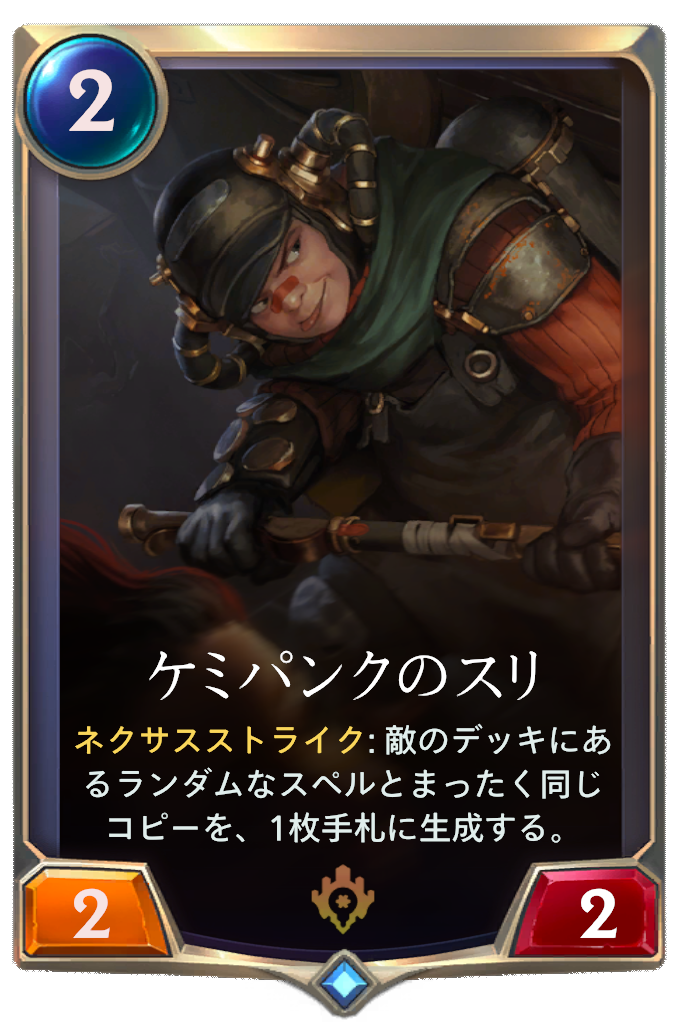 2
ケミパンクのスリ
ネクサスストライク: 敵のデッキにあ
るランダムなスペルとまったく同じ
コピーを、1枚手札に生成する。
2
2